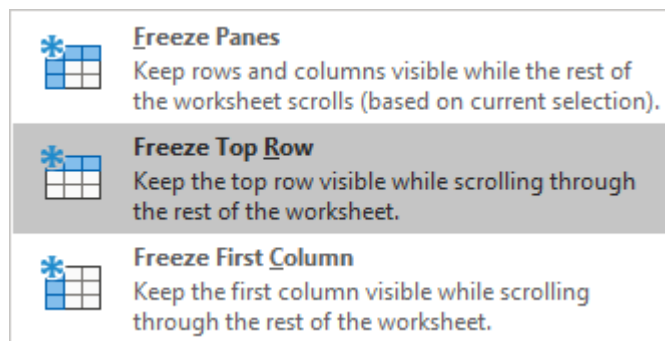 Freeze Panes
Keep rows and columns visible while the rest of
the worksheet scrolls (based on current selection).
Freeze Top Row
Keep the top row visible while scrolling through
the rest of the worksheet.
Freeze First Column
Keep the first column visible while scrolling
through the rest of the worksheet.